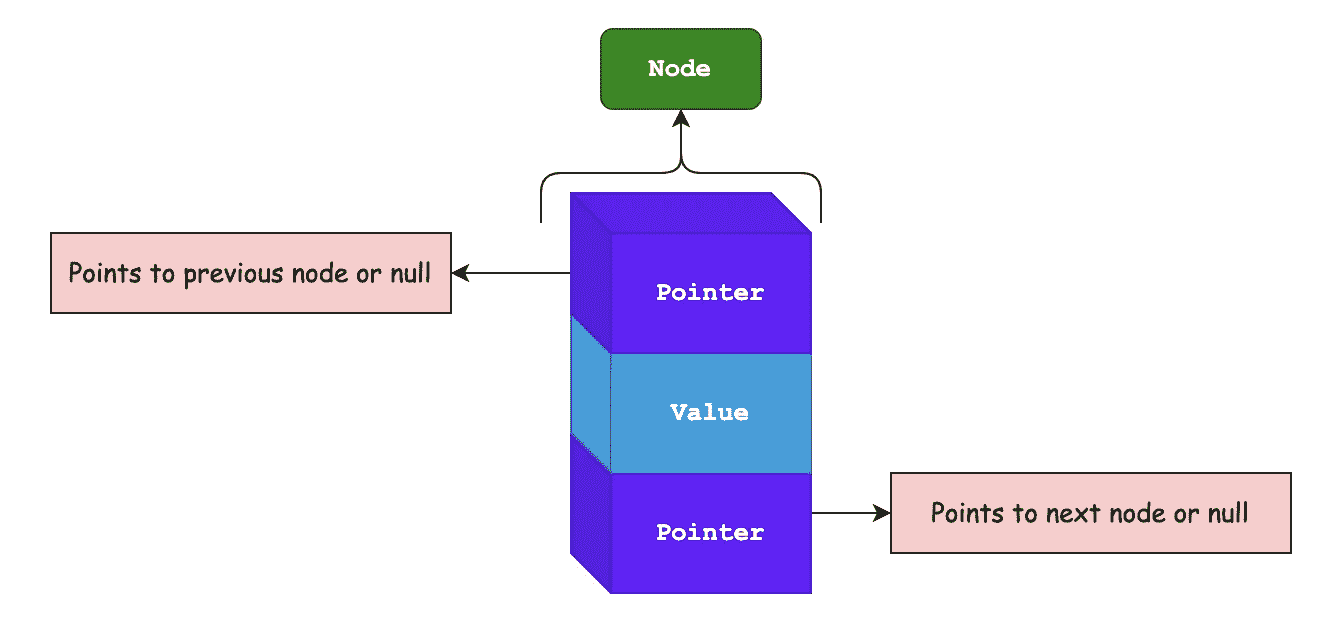 Node
Points to previous node or null
Pointer
Value
Pointer
Points to next node or null